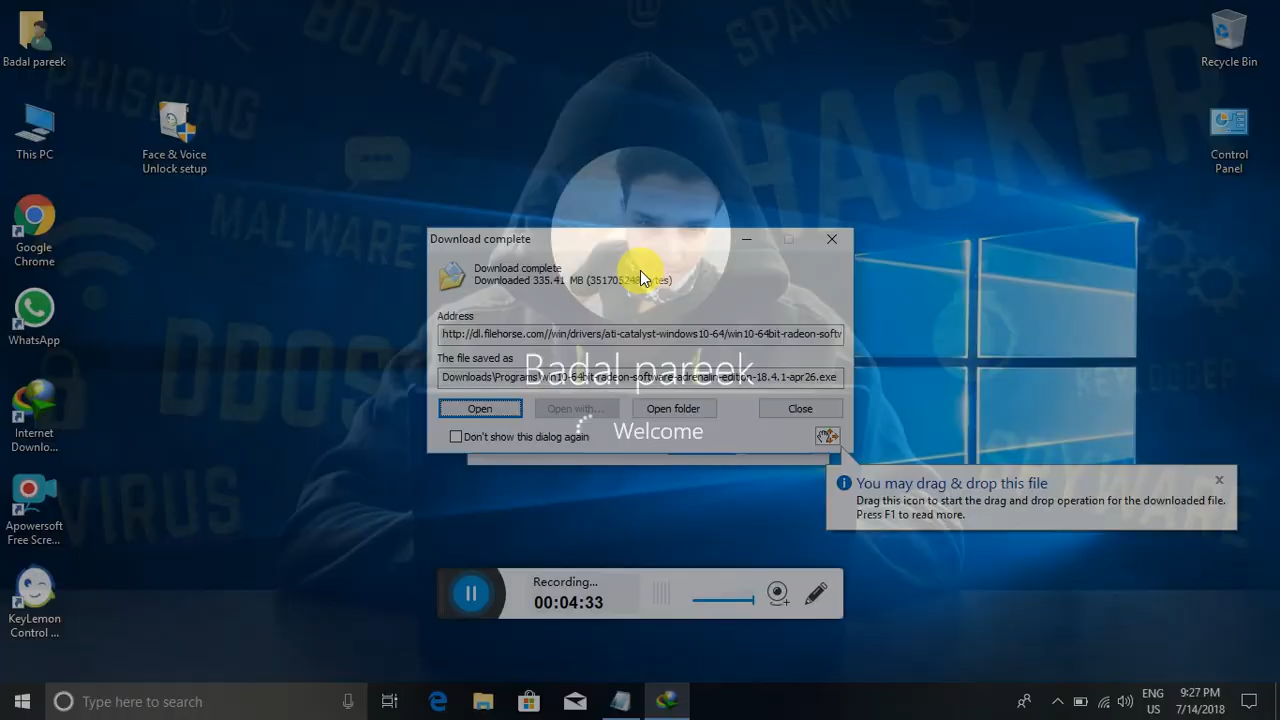 BOTNET
@
SPAM
HACKER
PHISHING
MALWARE
DDOS
VIRUS
Badal pareek
This PC
Face & Voice
Unlock setup
Google
Chrome
WhatsApp
Internet
Downlo...
Apowersoft
Free Scre...
KeyLemon
Control ...
Recycle Bin
Control
Panel
Download complete
Download complete
Downloaded 335.41 MB
Address
http://dl.filehorse.com//win/drivers/ati-catalyst-windows10-64/win10-64bit-radeon-softw
The file saved as
Downloads\Programs\win10-64bit-radeon-software-adrenalin-edition-18.4.1-apr26.exe
Badal pareek
Open
Open with...
Open folder
Close
Don't show this dialog again
Welcome
You may drag & drop this file
Drag this icon to start the drag and drop operation for the downloaded file.
Press F1 to read more.
Recording...
00:04:33
Type here to search
ENG
US
9:27 PM
7/14/2018